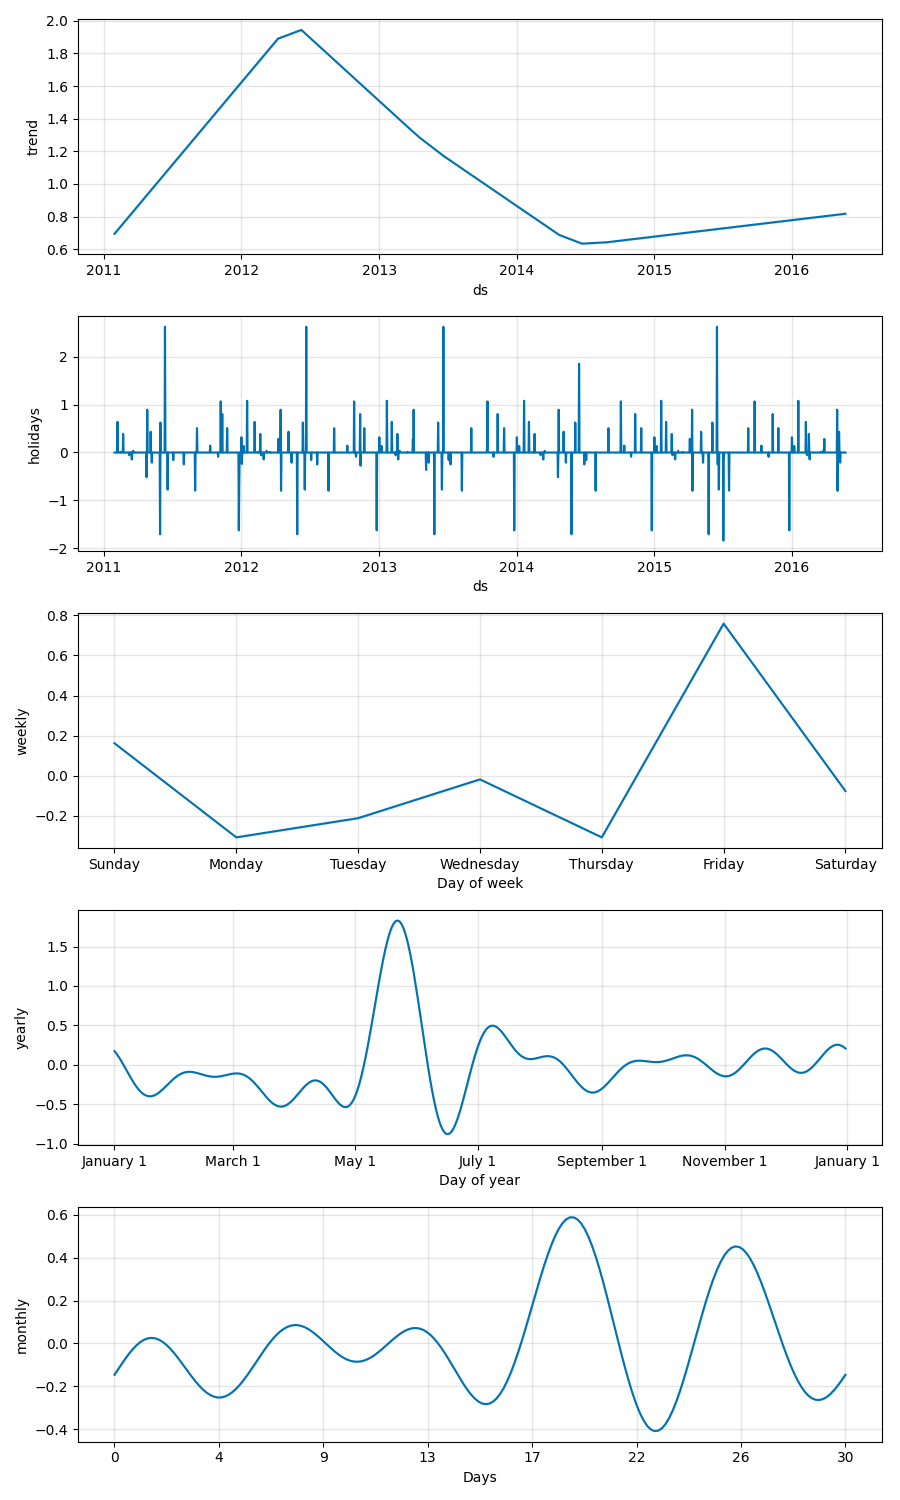 2.0
1.8
1.6
1.4
1.2
1.0
0.8
0.6
trend
2011 2012 2013 2014 2015 2016
ds
2
1
0
−1
−2
holidays
2011 2012 2013 2014 2015 2016
ds
0.8
0.6
0.4
0.2
0.0
−0.2
weekly
Sunday Monday Tuesday Wednesday Thursday Friday Saturday
Day of week
1.5
1.0
0.5
0.0
−0.5
−1.0
yearly
January 1 March 1 May 1 July 1 September 1 November 1 January 1
Day of year
0.6
0.4
0.2
0.0
−0.2
−0.4
monthly
0 4 9 13 17 22 26 30
Days